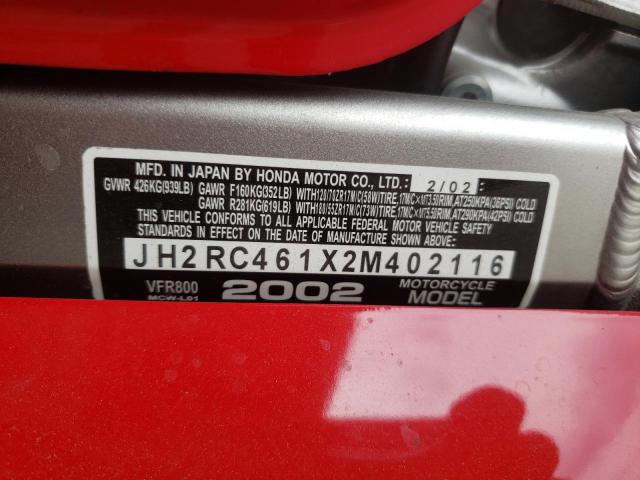 MFD. IN JAPAN BY HONDA MOTOR CO., LTD. 2/02
GVWR 426KG(939LB) GAWR F160KG(352LB) WITH120/70ZR17M/C(58W)TIRE,17M/C×MT3.50RIM,AT250KPA(36PSI) COLD
GAWR R281KG(619LB) WITH180/55ZR17M/C(73W)TIRE,17M/C×MT5.50RIM,AT290KPA(42PSI) COLD
THIS VEHICLE CONFORMS TO ALL APPLICABLE FEDERAL MOTOR VEHICLE SAFETY
STANDARDS IN EFFECT ON THE DATE OF MANUFACTURE SHOWN ABOVE.
JH2RC461X2M402116
VFR800 2002 MOTORCYCLE
MCW-L01 MODEL